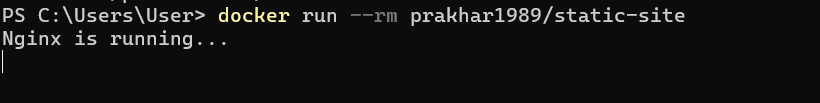 PS C:\Users\User> docker run --rm prakhar1989/static-site
Nginx is running...